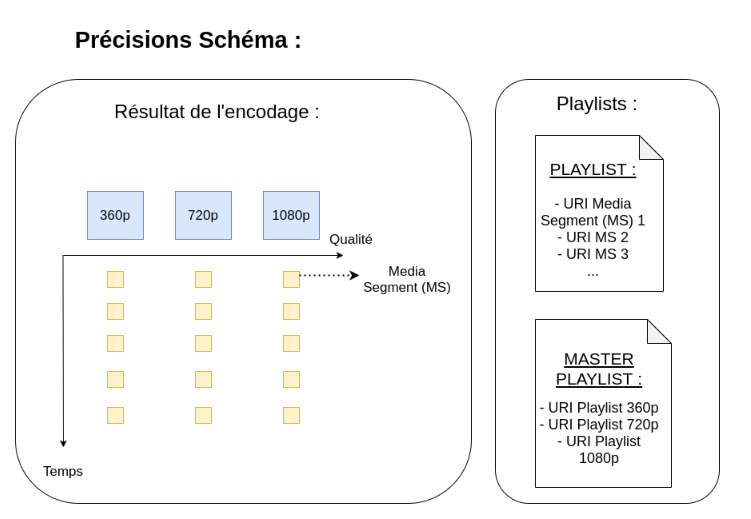 Précisions Schéma :
Résultat de l'encodage :
360p
720p
1080p
Qualité
Media
Segment (MS)
Temps
Playlists :
PLAYLIST :
- URI Media
Segment (MS) 1
- URI MS 2
- URI MS 3
...
MASTER
PLAYLIST :
- URI Playlist 360p
- URI Playlist 720p
- URI Playlist
1080p